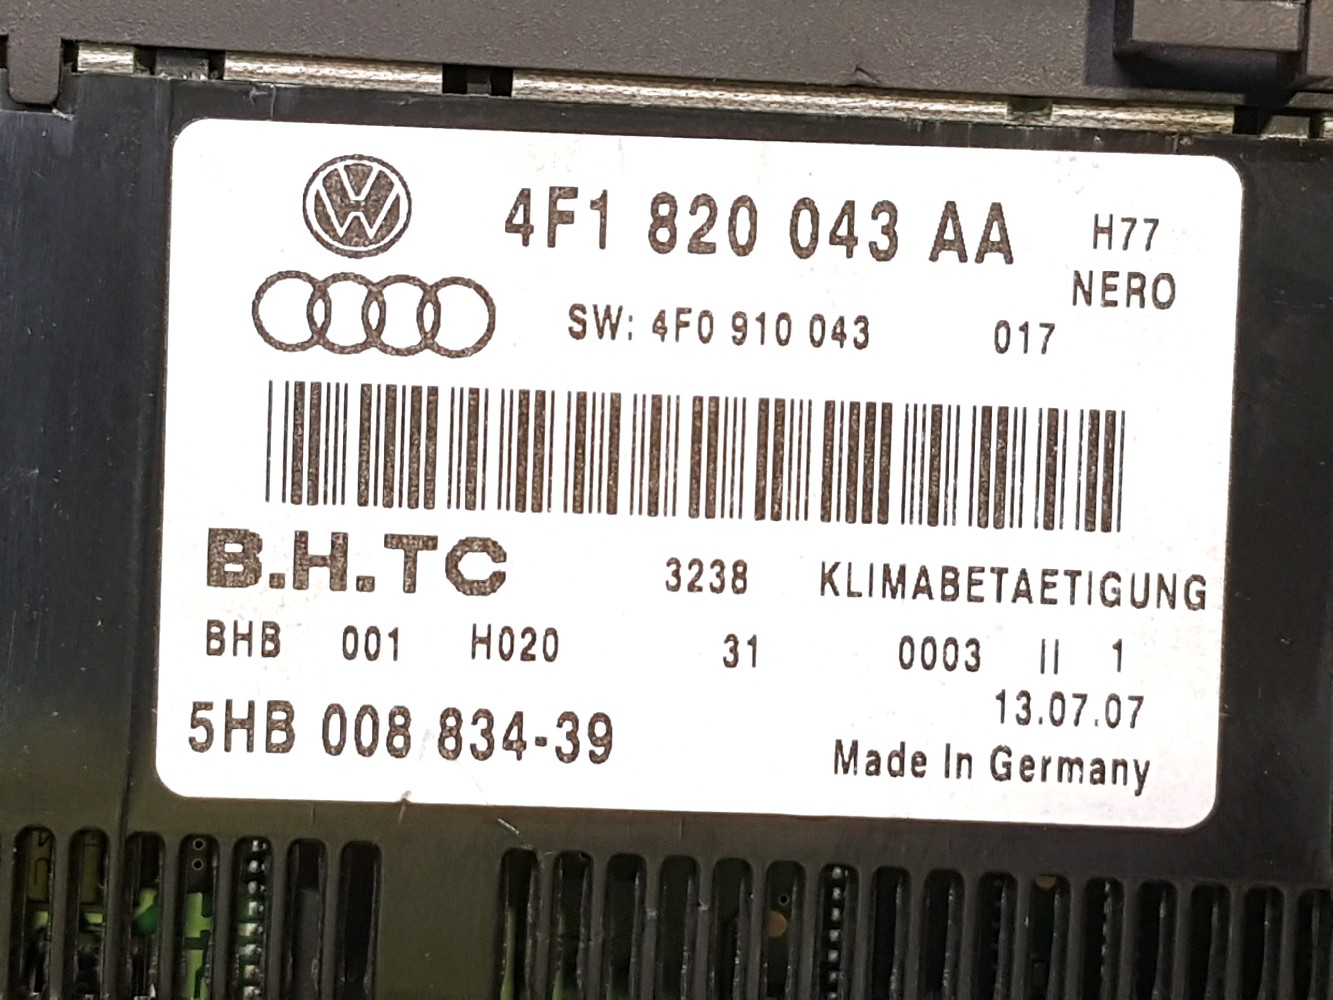 4F1 820 043 AA H77
NERO
SW: 4F0 910 043 017
B.H.TC 3238 KLIMABETAETIGUNG
BHB 001 H020 31 0003 II 1
13.07.07
5HB 008 834-39
Made In Germany